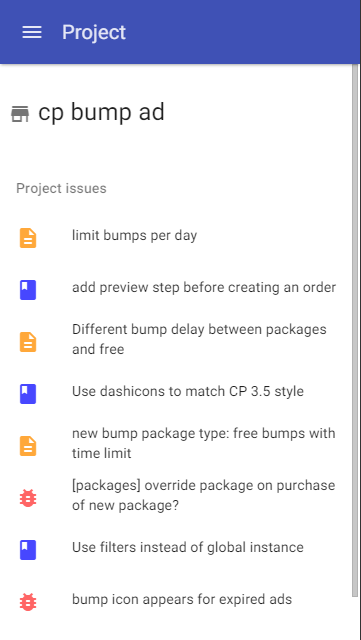 Project
cp bump ad
Project issues
limit bumps per day
add preview step before creating an order
Different bump delay between packages
and free
Use dashicons to match CP 3.5 style
new bump package type: free bumps with
time limit
[packages] override package on purchase
of new package?
Use filters instead of global instance
bump icon appears for expired ads